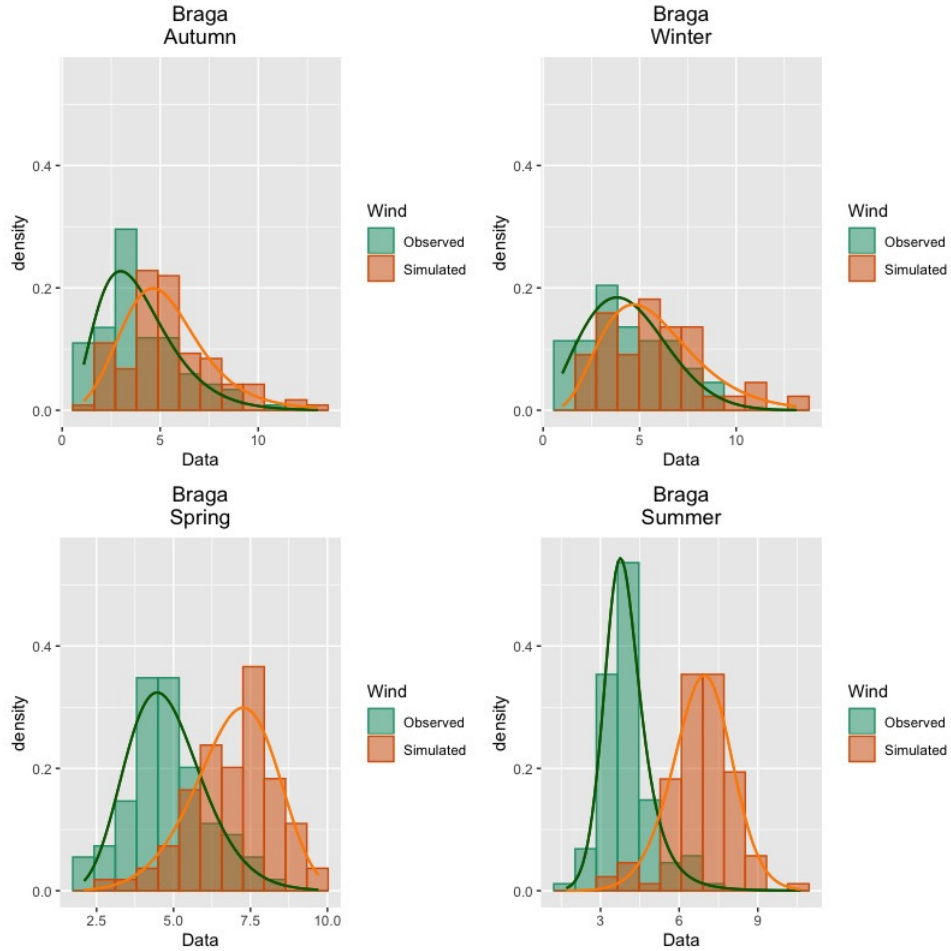 Braga
Autumn
density
0.4
0.2
0.0
0
5
10
Data
Wind
Observed
Simulated
Braga
Winter
density
0.4
0.2
0.0
0
5
10
Data
Wind
Observed
Simulated
Braga
Spring
density
0.4
0.2
0.0
2.5
5.0
7.5
10.0
Data
Wind
Observed
Simulated
Braga
Summer
density
0.4
0.2
0.0
3
6
9
Data
Wind
Observed
Simulated